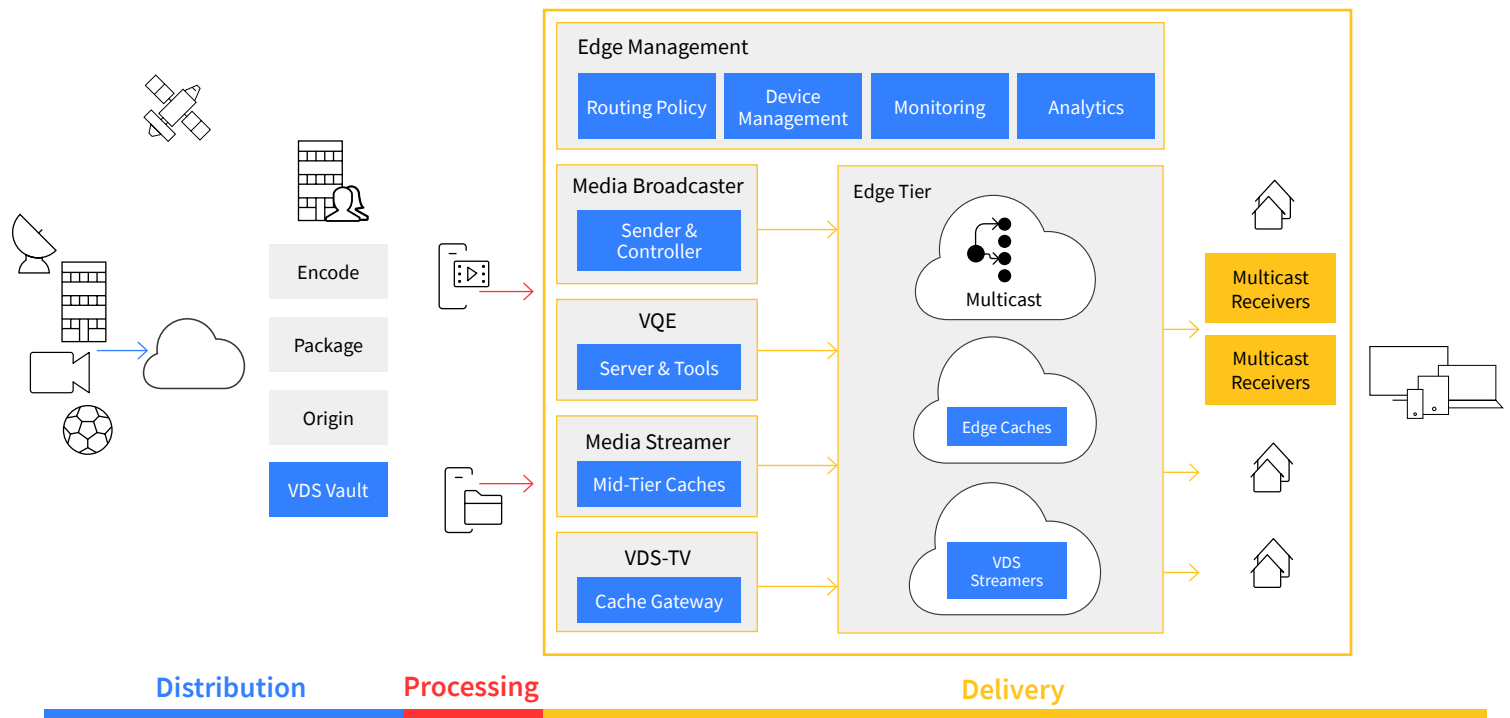 Edge Management
Routing Policy
Device
Management
Monitoring
Analytics
Encode
Package
Origin
VDS Vault
Media Broadcaster
Sender &
Controller
VQE
Server & Tools
Media Streamer
Mid-Tier Caches
VDS-TV
Cache Gateway
Edge Tier
Multicast
Edge Caches
VDS
Streamers
Multicast
Receivers
Multicast
Receivers
Distribution
Processing
Delivery